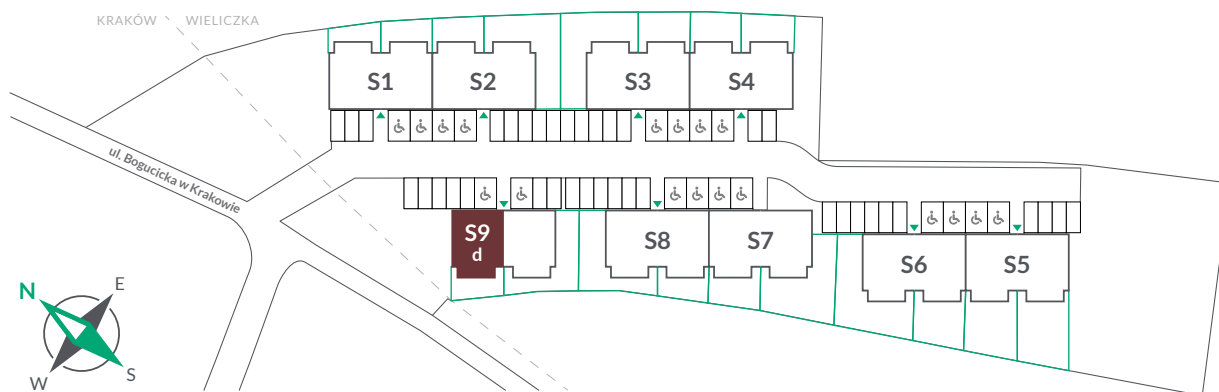 KRAKÓW WIELICZKA
S1 S2 S3 S4
ul. Bogucicka w Krakowie
S9 S8 S7
d
S6 S5
N E
W S